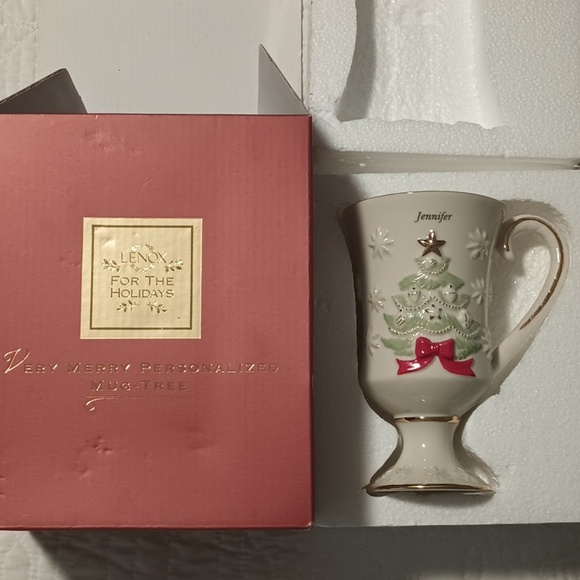 LENOX
FOR THE
HOLIDAYS
VERY MERRY PERSONALIZED
MUG-TREE
Jennifer